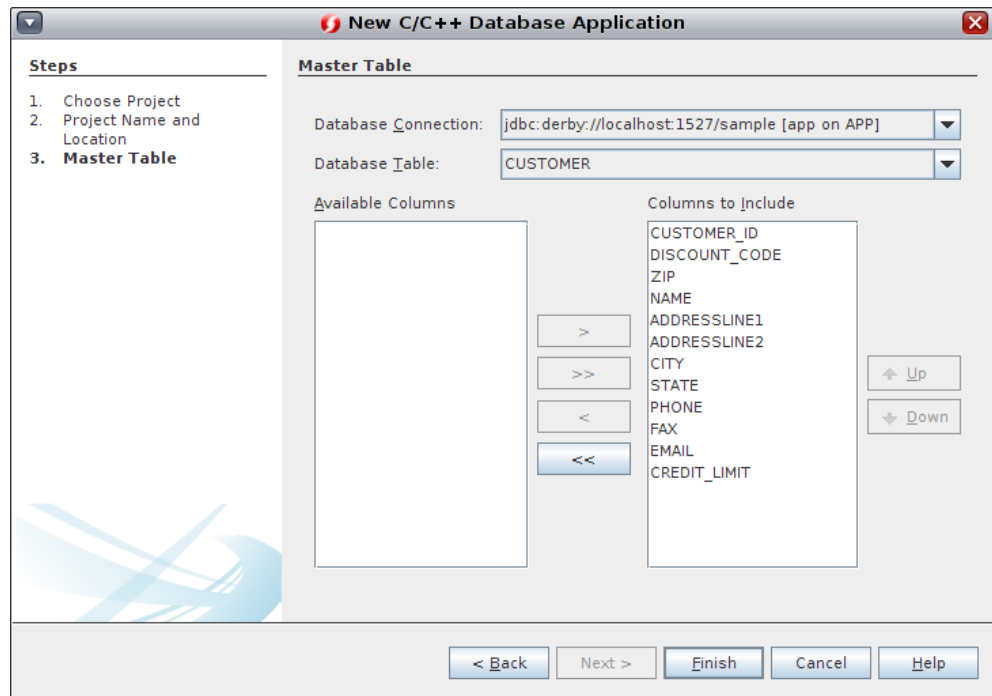 New C/C++ Database Application
Steps
1. Choose Project
2. Project Name and
Location
3. Master Table
Master Table
Database Connection: jdbc:derby://localhost:1527/sample [app on APP]
Database Table: CUSTOMER
Available Columns
Columns to Include
CUSTOMER_ID
DISCOUNT_CODE
ZIP
NAME
ADDRESSLINE1
ADDRESSLINE2
CITY
STATE
PHONE
FAX
EMAIL
CREDIT_LIMIT
>
>>
<
<<
Up
Down
< Back
Next >
Finish
Cancel
Help